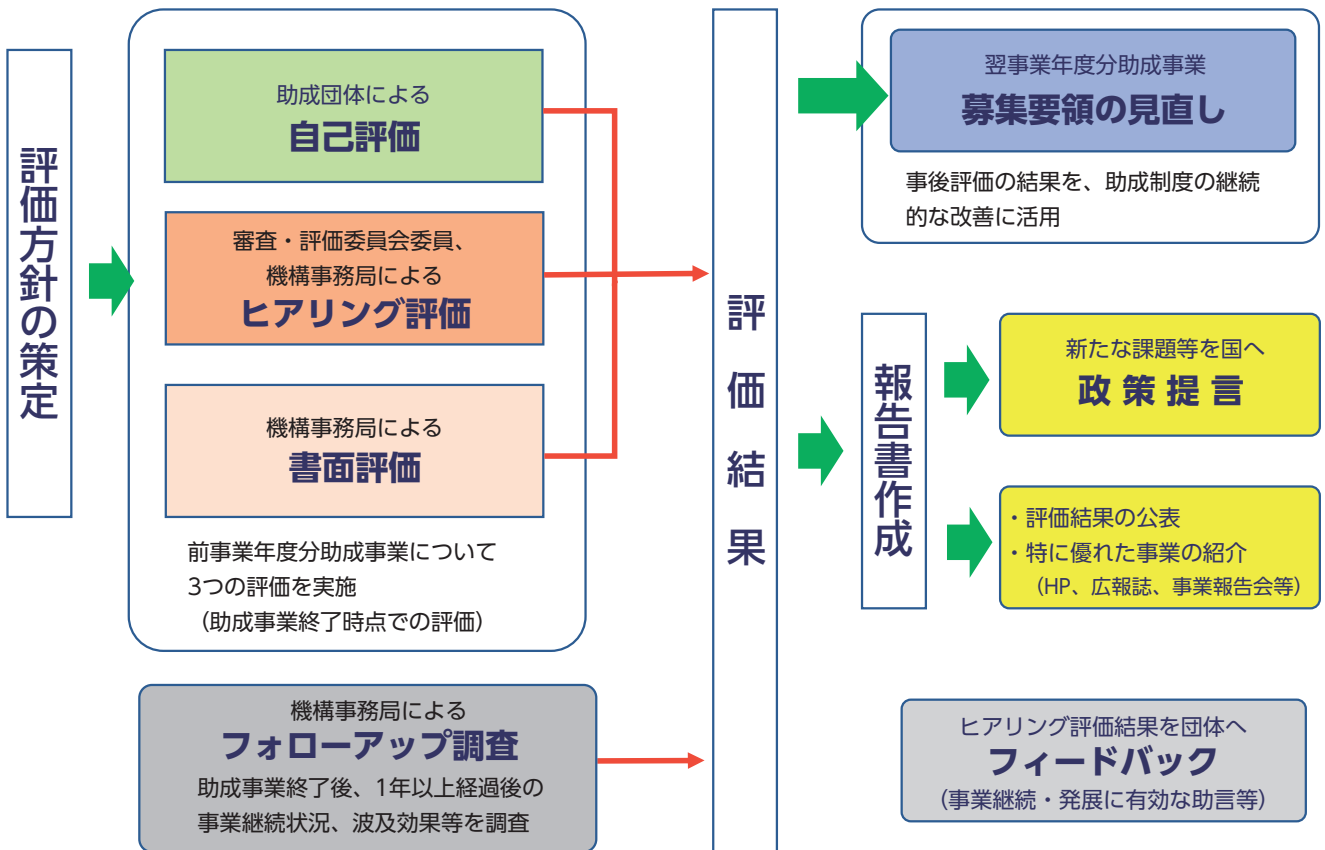 評価方針の策定
助成団体による
自己評価
審査・評価委員会委員、
機構事務局による
ヒアリング評価
機構事務局による
書面評価
前事業年度分助成事業について
3つの評価を実施
（助成事業終了時点での評価）
機構事務局による
フォローアップ調査
助成事業終了後、1年以上経過後の
事業継続状況、波及効果等を調査
評価結果
翌事業年度分助成事業
募集要領の見直し
事後評価の結果を、助成制度の継続
的な改善に活用
報告書作成
新たな課題等を国へ
政策提言
・評価結果の公表
・特に優れた事業の紹介
（HP、広報誌、事業報告会等）
ヒアリング評価結果を団体へ
フィードバック
（事業継続・発展に有効な助言等）